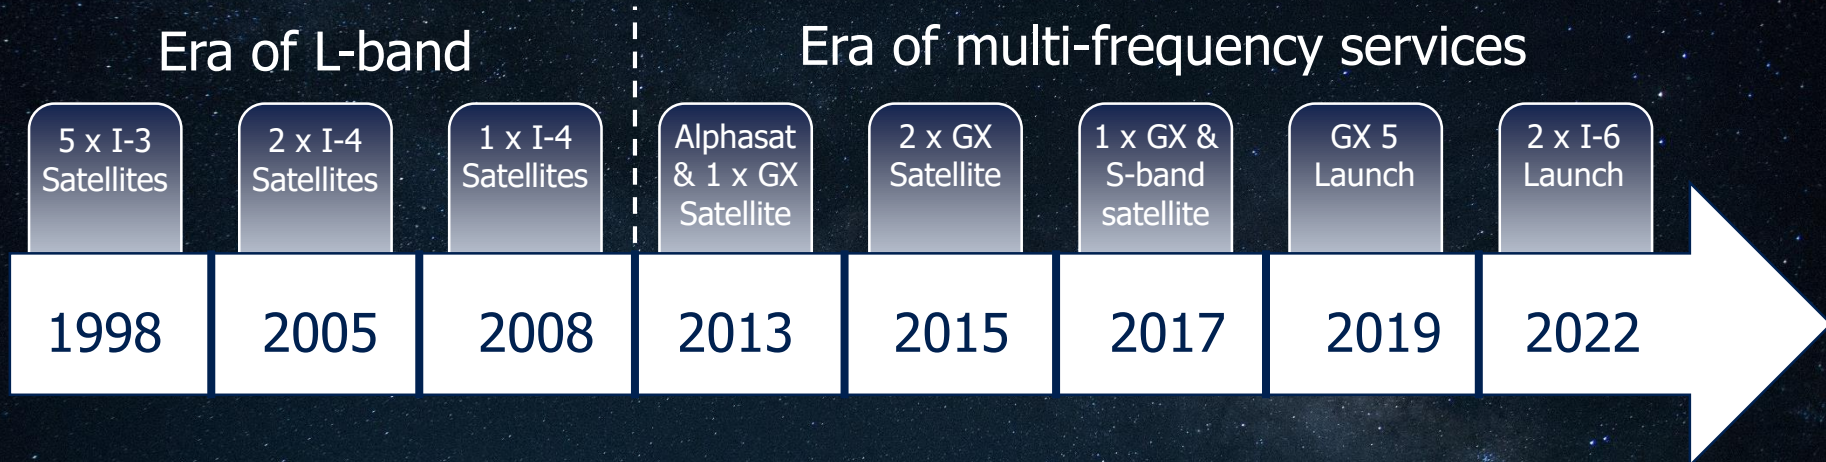 Era of L-band
Era of multi-frequency services
5 x I-3
Satellites
2 x I-4
Satellites
1 x I-4
Satellites
Alphasat
& 1 x GX
Satellite
2 x GX
Satellite
1 x GX &
S-band
satellite
GX 5
Launch
2 x I-6
Launch
1998
2005
2008
2013
2015
2017
2019
2022